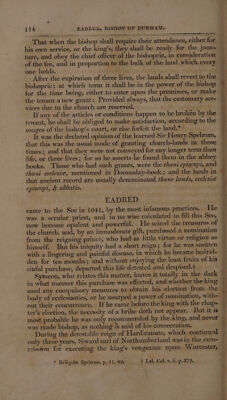 114 EADRED, BISHOP OF DURHAM.
That when the bishop shall require their attendance, either for
his own service, or the king's, they shall be ready for the
and obey the chief officer of the bishopric, in consideration
of the fee, and in proportion to the bulk of the land which every
one holds.
After the expiration of three lives, the lands shall revert to the
bishopric; at which term it shall be in the power of the bishop
for the time being, either to enter upon the premises, or make
the tenant a new grant: Provided always, that the customary ser-
vices due to the church are reserved.
If any of the articles or conditions happen to be broken by the
tenant, he shall be obliged to make satisfaction, according to the
usages of the bishop's court, or else forfeit the land.*
It was the declared opinion of the learned Sir Henry Spelman,
that this was the usual mode of granting church-lands in those
times; and that they were not conveyed for any longer term than
life, or three lives; for so he asserts he found them in the abbey
books. Those who had such grants, were the
mentioned in Doomsday-book; and the lands in
that ancient record are usually denominated
episcopi, & abbatis.
EADRED
came to the See in 1041, by the most infamous practices. He
was a secular priest, and in no wise calculated to fill this See,
now become opulent and powerful. He seized the treasures of
the church, and, by an immoderate gift, purchased a nomination
from the reigning prince, who had as little virtue or religion as
himself. But his iniquity had a short reign; for he was smitten
with a lingering and painful disease, in which he became burthen
for ten months; and without enjoying the least fruits of his
sinful purchase, departed this life detested and despised.†
Symeon, who relates this matter, leaves it totally in the dark
in what manner this purchase was effected, and whether the king
used any compulsory measures to obtain his election from the
body of ecclesiastics, or he usurped a power of nomination, with-
out their concurrence. If he came before the king with the chap-
ter's election, the necessity of a bribe doth not appear. But it is
most probable he was only recommended by the king, and never
was made bishop, as nothing is said of his consecration.
During the detestable reign of Hardicanute, which continued
only three years, Siward earl of Northumberland was in the com-
mission for executing the king's vengeance upon Worcester,
* Reliquiæ Spelman. p.